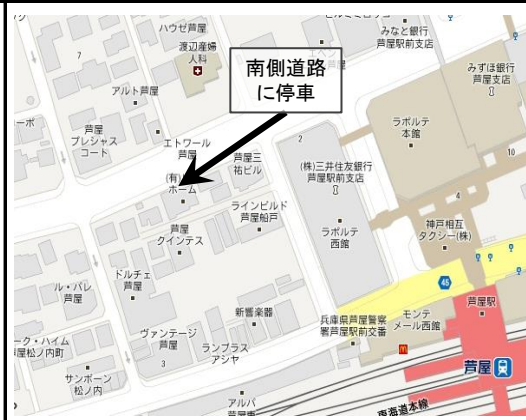 ハウゼ芦屋
渡辺産婦
人科
7
アルト芦屋
南側道路
に停車
みなと銀行
芦屋駅前支店
みずほ銀行
芦屋支店
ラポルテ
本館
10
芦屋
プレシャス
コート
エトワール
芦屋
芦屋三
祐ビル
2
(株)三井住友銀行
芦屋駅前支店
(有)
ホーム
ラインビルド
芦屋船戸
4
神戸相互
タクシー(株)
芦屋
クインテス
ラポルテ
西館
ドルチェ
芦屋
ル・パレ
芦屋
45
新響楽器
兵庫県芦屋警察
署芦屋駅前交番
モンテ
メール西館
芦屋駅
ヴァンテージ
芦屋
ランプラス
アシヤ
ーク・ハイム
芦屋松ノ内町
3
サンボーン
松ノ内
アルパ
芦屋
東海道本線